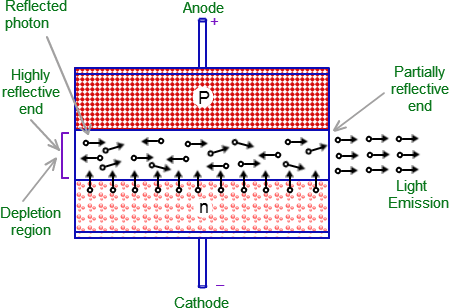 Reflected
photon
Anode
+
Highly
reflective
end
P
Partially
reflective
end
Depletion
region
n
Light
Emission
Cathode
–